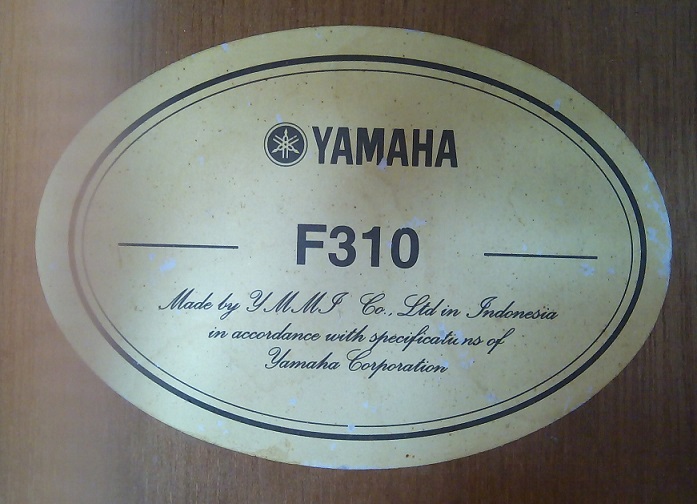 YAMAHA
F310
Made by YMMI Co., Ltd in Indonesia
in accordance with specifications of
Yamaha Corporation